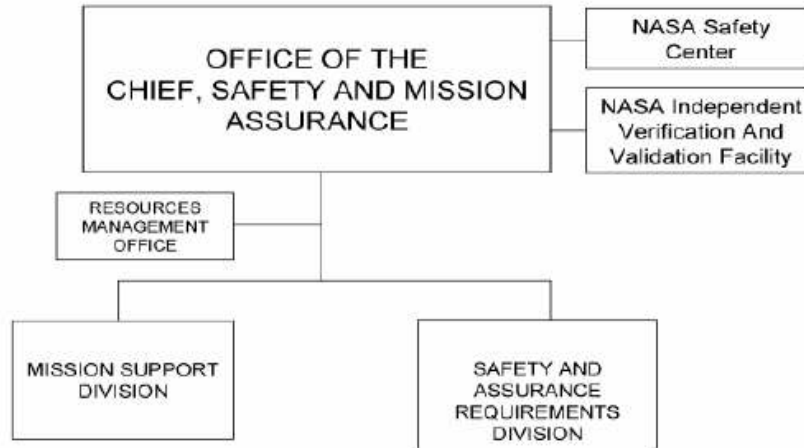 OFFICE OF THE
CHIEF, SAFETY AND MISSION
ASSURANCE
NASA Safety
Center
NASA Independent
Verification And
Validation Facility
RESOURCES
MANAGEMENT
OFFICE
MISSION SUPPORT
DIVISION
SAFETY AND
ASSURANCE
REQUIREMENTS
DIVISION